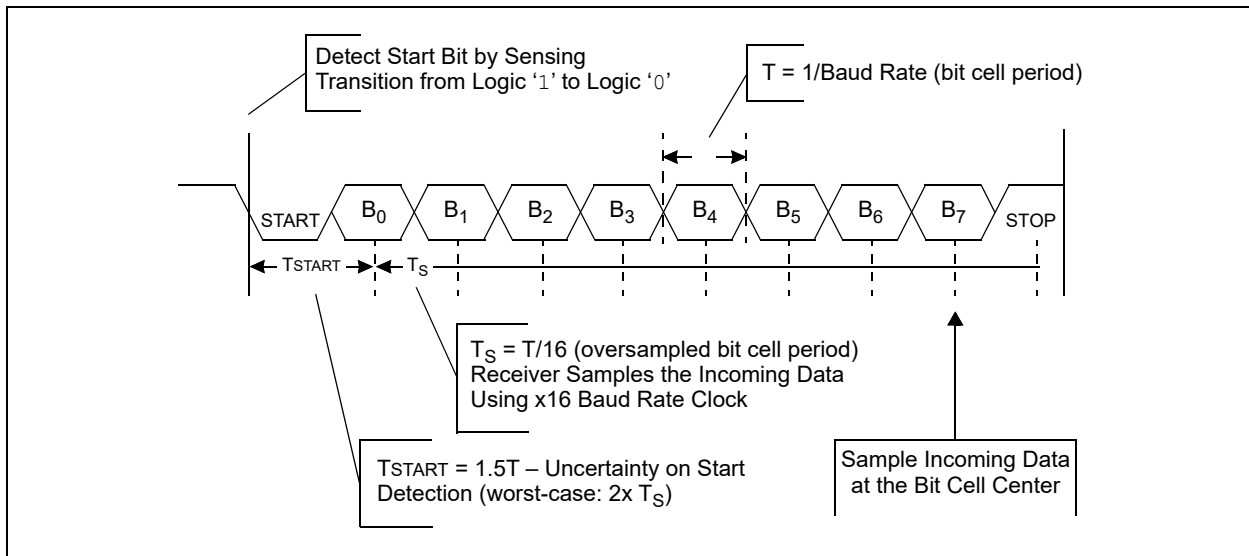 Detect Start Bit by Sensing
Transition from Logic ‘1’ to Logic ‘0’
T = 1/Baud Rate (bit cell period)
START B0 B1 B2 B3 B4 B5 B6 B7 STOP
TSTART TS
TS = T/16 (oversampled bit cell period)
Receiver Samples the Incoming Data
Using x16 Baud Rate Clock
TSTART = 1.5T – Uncertainty on Start
Detection (worst-case: 2x TS)
Sample Incoming Data
at the Bit Cell Center